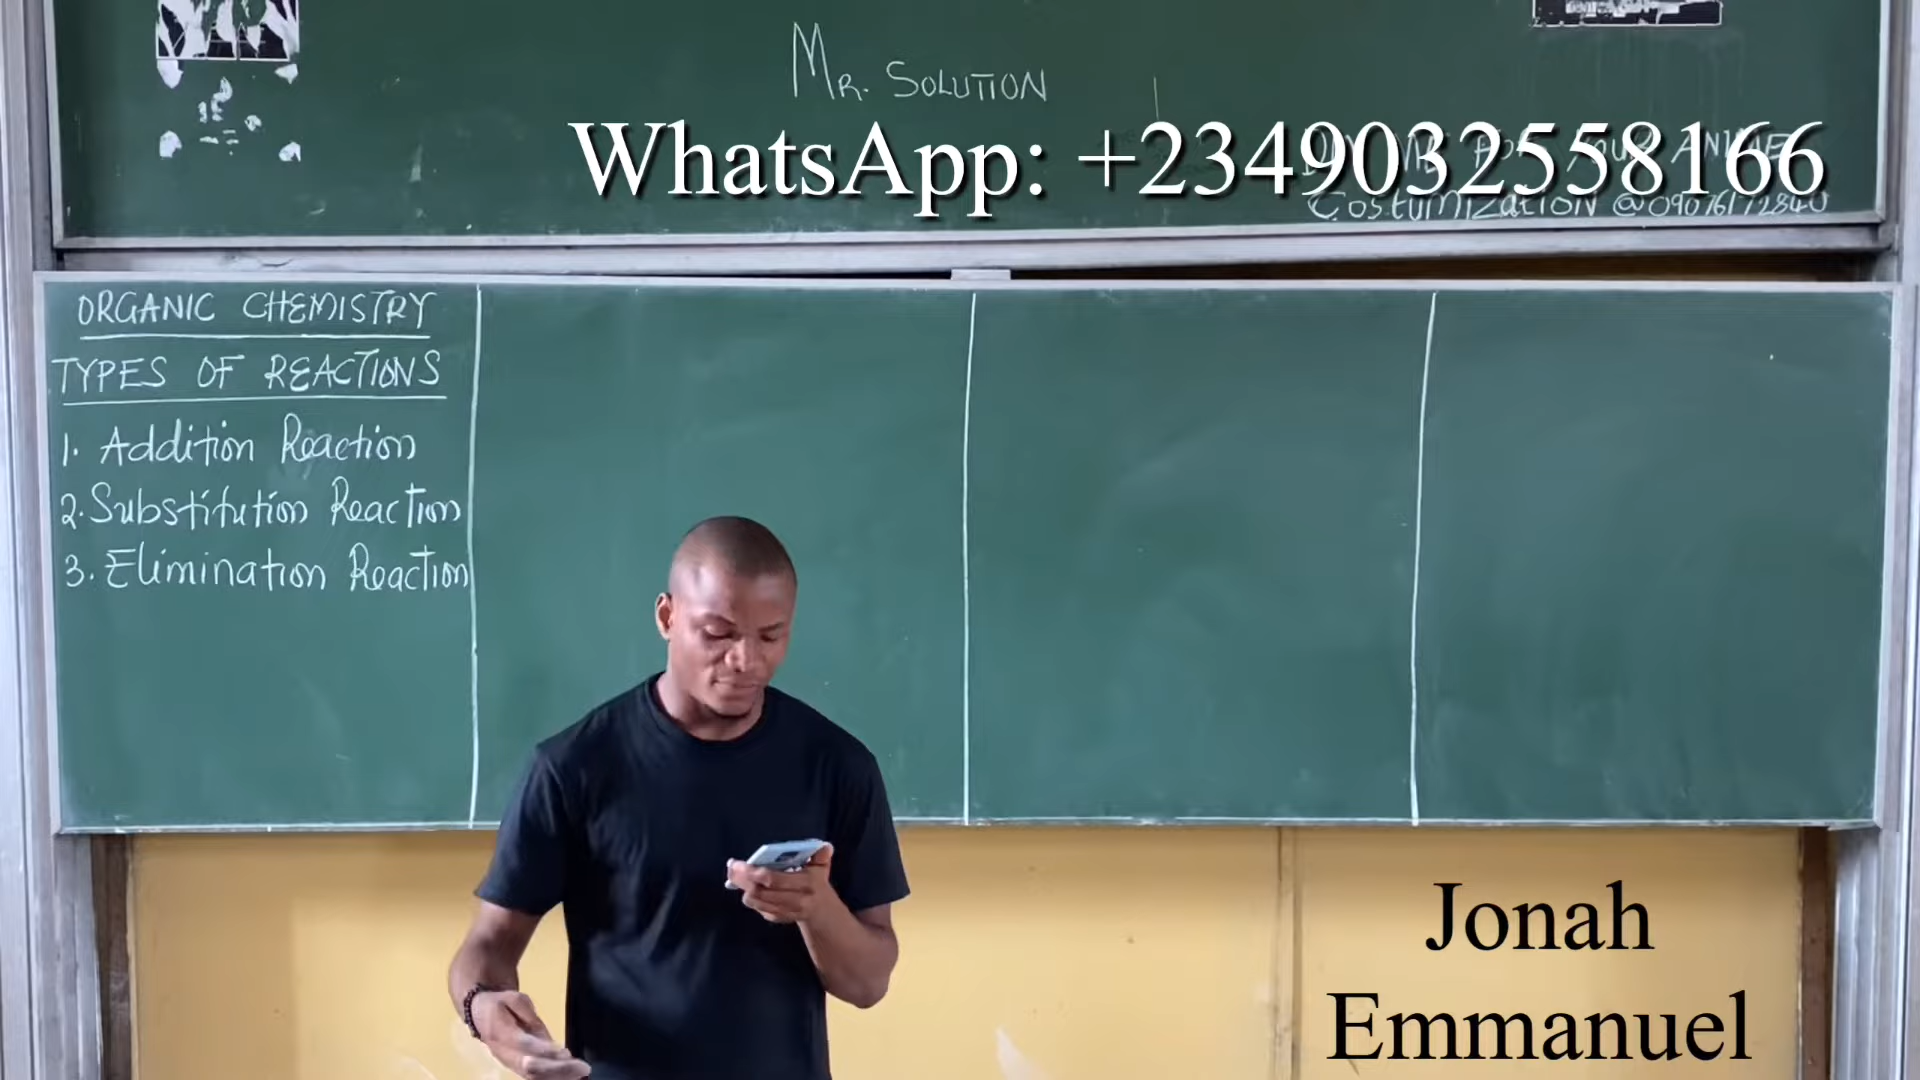 Mr. SOLUTION
WhatsApp: +2349032558166
Costumization @09076172840
ORGANIC CHEMISTRY
TYPES OF REACTIONS
1. Addition Reaction
2. Substitution Reaction
3. Elimination Reaction
Jonah
Emmanuel